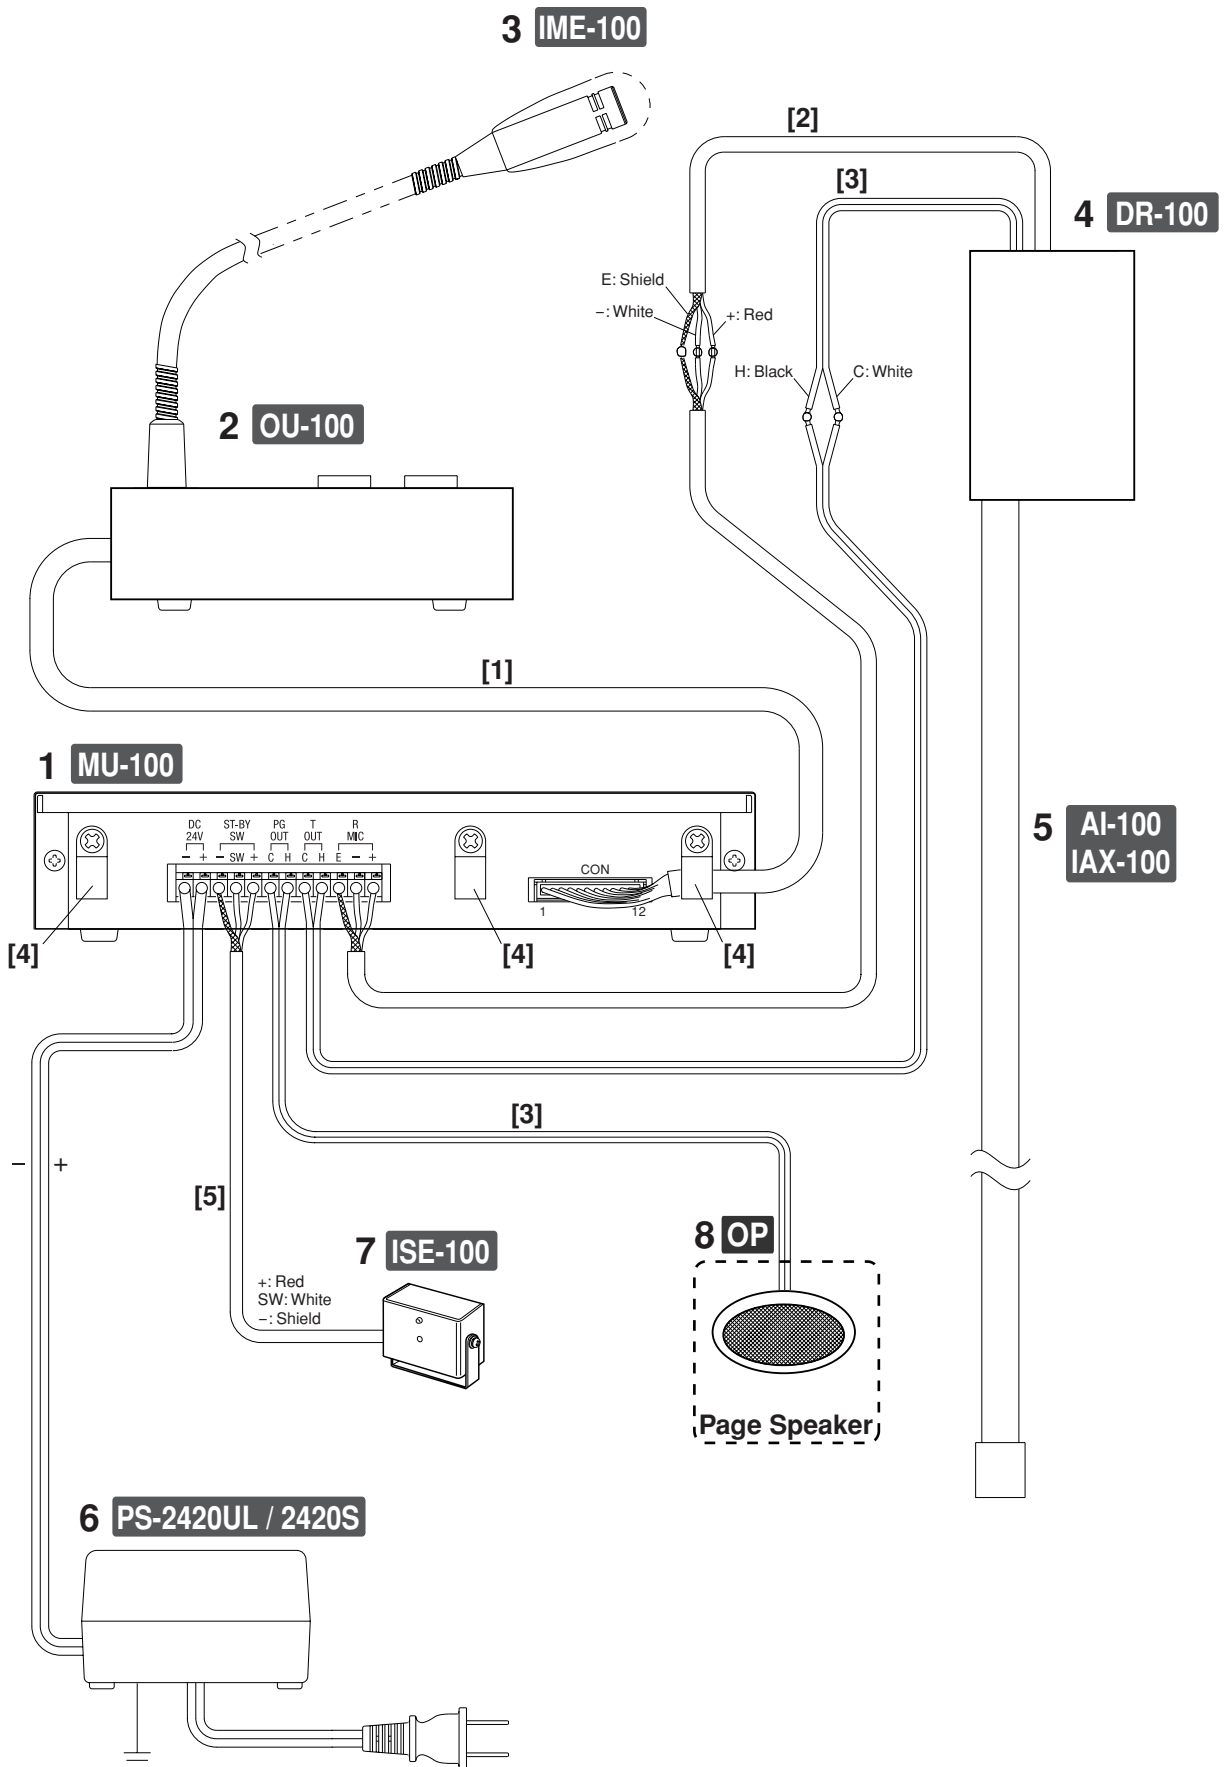 3 IME-100
[2]
[3]
4 DR-100
E: Shield
−: White
+: Red
H: Black
C: White
2 OU-100
[1]
1 MU-100
DC 24V
ST-BY SW
PG OUT
T OUT
R MIC
− + − SW + C H C H E − +
CON
1 12
5 AI-100
IAX-100
[4]
[4]
[4]
[3]
− +
[5]
7 ISE-100
+: Red
SW: White
−: Shield
8 OP
Page Speaker
6 PS-2420UL / 2420S